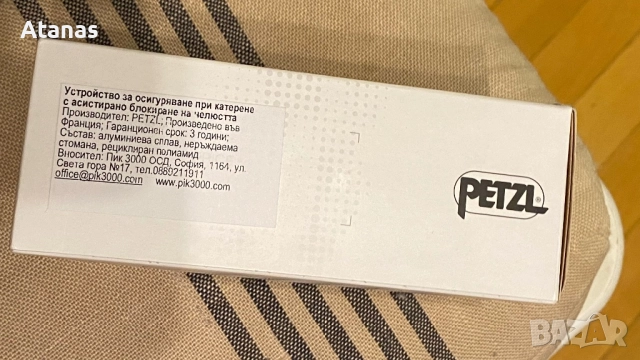 Atanas
Устройство за осигуряване при катерене
с асистирано блокиране на челюстта
Производител: PETZL, Произведено във
Франция; Гаранционен срок: 3 години;
Състав: алуминиева сплав, неръждаема
стомана, рециклиран полиамид
Вносител: Пик 3000 ОСД, София, 1164, ул.
Света гора №17, тел.0889211911
office@pik3000.com www.pik3000.com
PETZL®
BAZAR